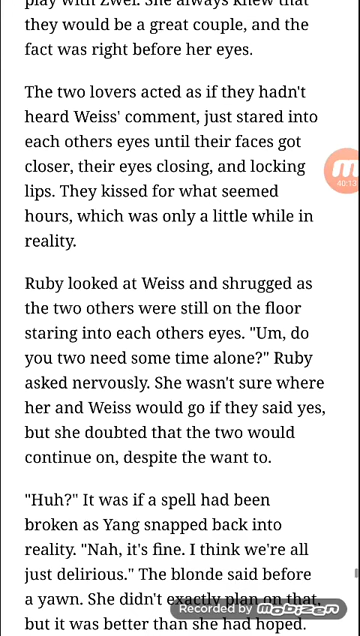 play with Zwei. She always knew that
they would be a great couple, and the
fact was right before her eyes.
The two lovers acted as if they hadn't
heard Weiss' comment, just stared into
each others eyes until their faces got
closer, their eyes closing, and locking
lips. They kissed for what seemed
hours, which was only a little while in
reality.
40:13
Ruby looked at Weiss and shrugged as
the two others were still on the floor
staring into each others eyes. "Um, do
you two need some time alone?" Ruby
asked nervously. She wasn't sure where
her and Weiss would go if they said yes,
but she doubted that the two would
continue on, despite the want to.
"Huh?" It was if a spell had been
broken as Yang snapped back into
reality. "Nah, it's fine. I think we're all
just delirious." The blonde said before
a yawn. She didn't exactly plan on that,
Recorded by mobizen
but it was better than she had hoped.